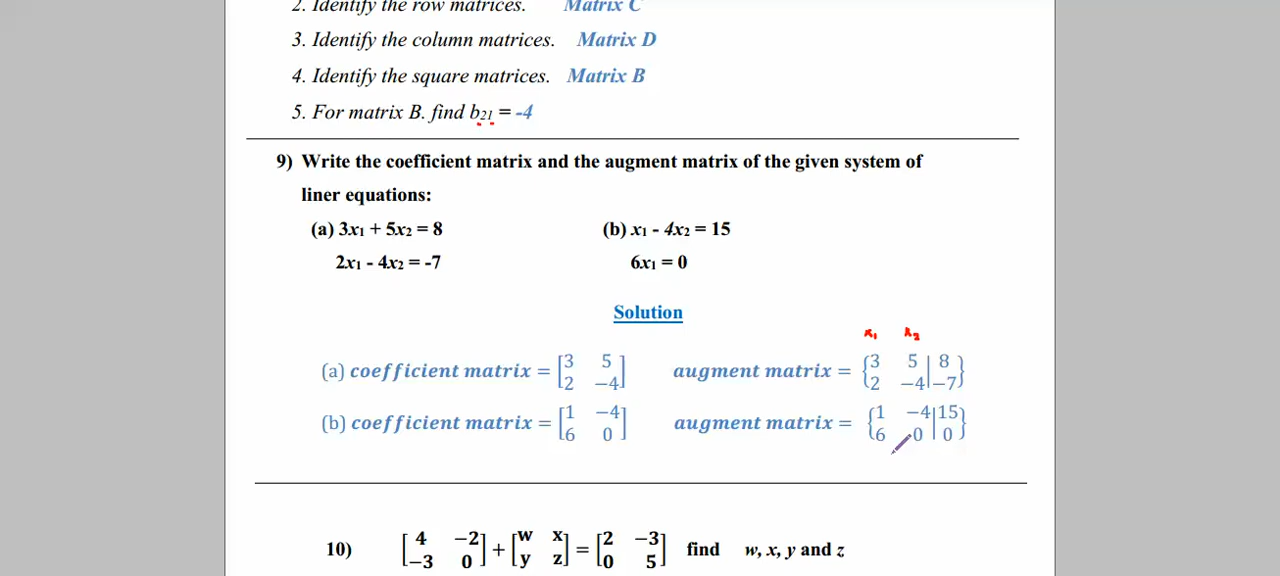 2. Identify the row matrices. Matrix C
3. Identify the column matrices. Matrix D
4. Identify the square matrices. Matrix B
5. For matrix B. find b21 = -4
9) Write the coefficient matrix and the augment matrix of the given system of
liner equations:
(a) 3x1 + 5x2 = 8 (b) x1 - 4x2 = 15
2x1 - 4x2 = -7 6x1 = 0
Solution
x1 x2
(a) coefficient matrix = [3 5 augment matrix = {3 5 | 8
2 −4] 2 −4|−7}
(b) coefficient matrix = [1 −4 augment matrix = {1 −4|15
6 0] 6 0 | 0}
10) [4 −2 + [w x = [2 −3 find w, x, y and z
−3 0] y z] 0 5]